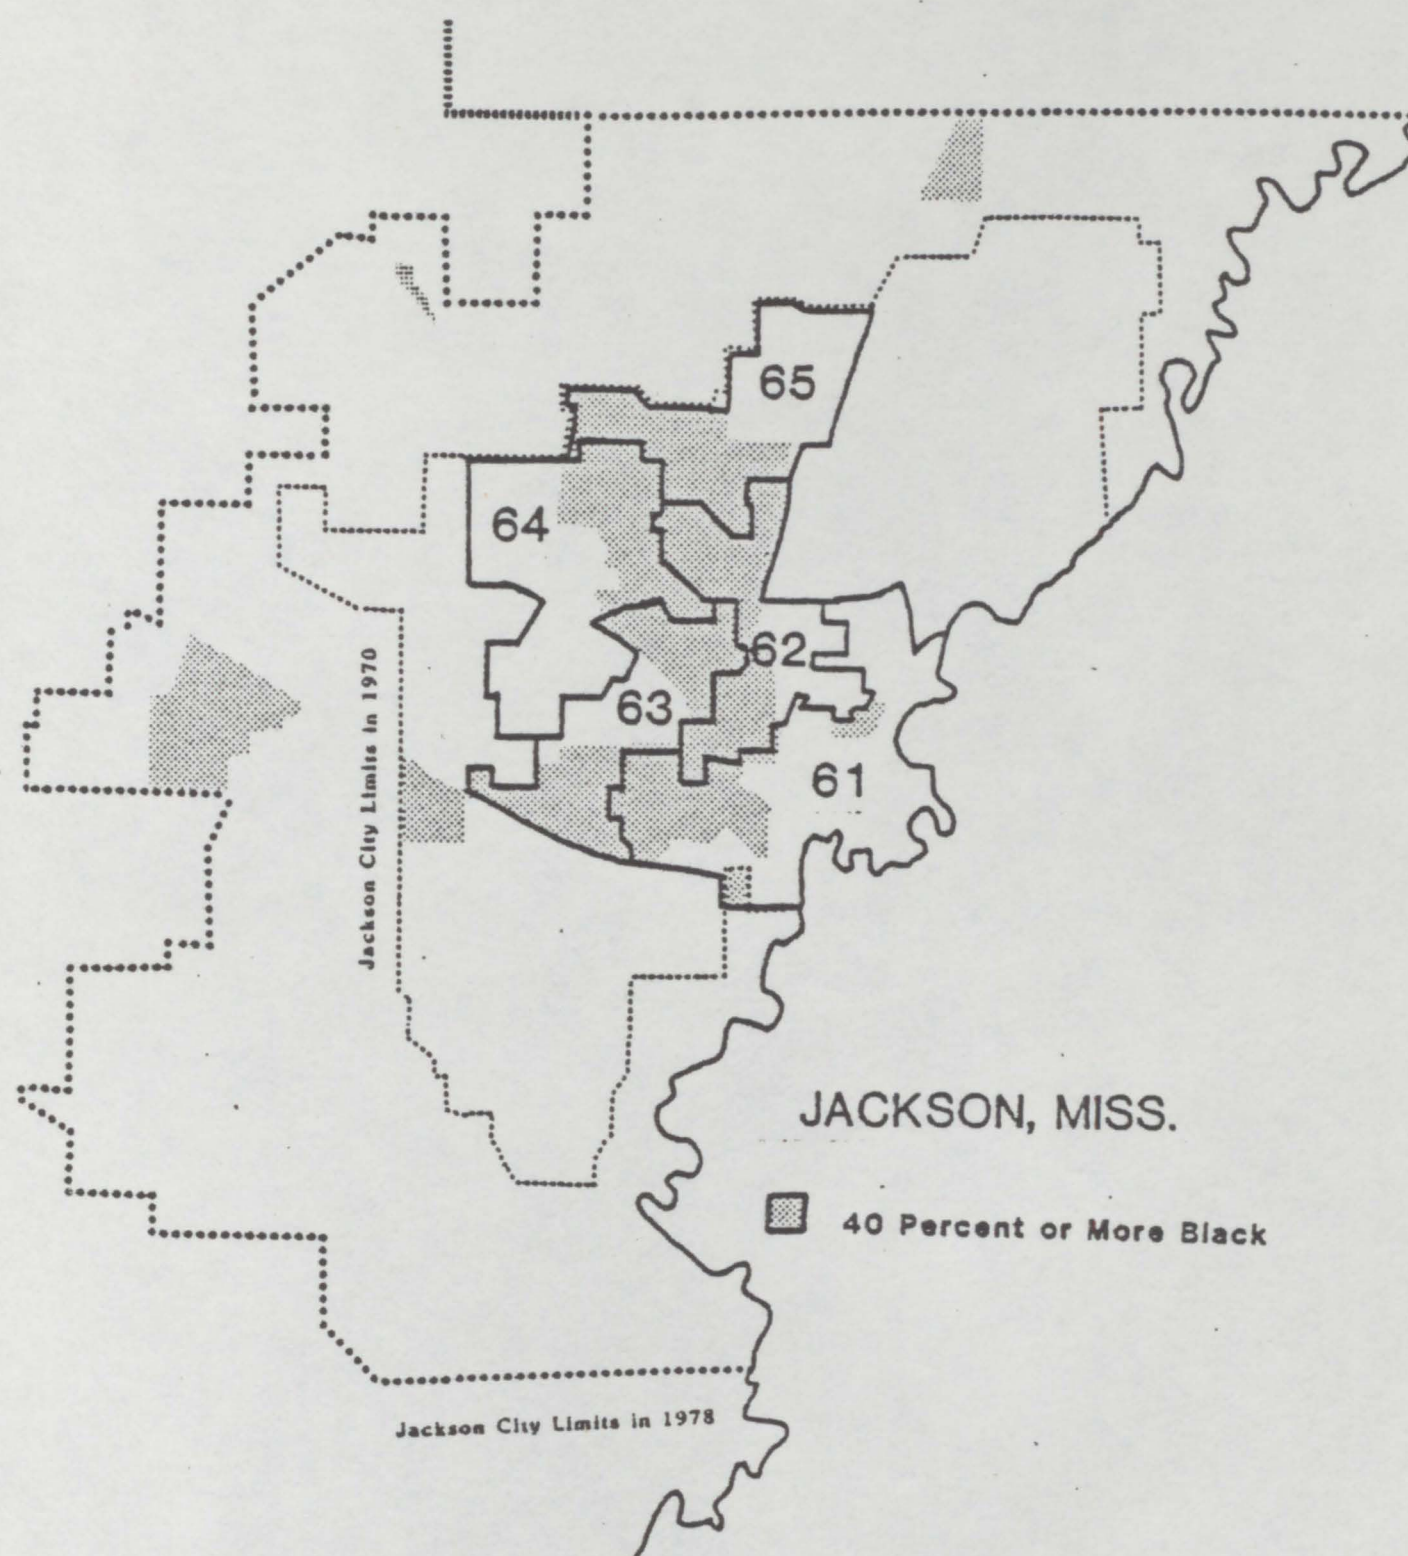 65
64
62
63
61
Jackson City Limits in 1970
JACKSON, MISS.
40 Percent or More Black
Jackson City Limits in 1978